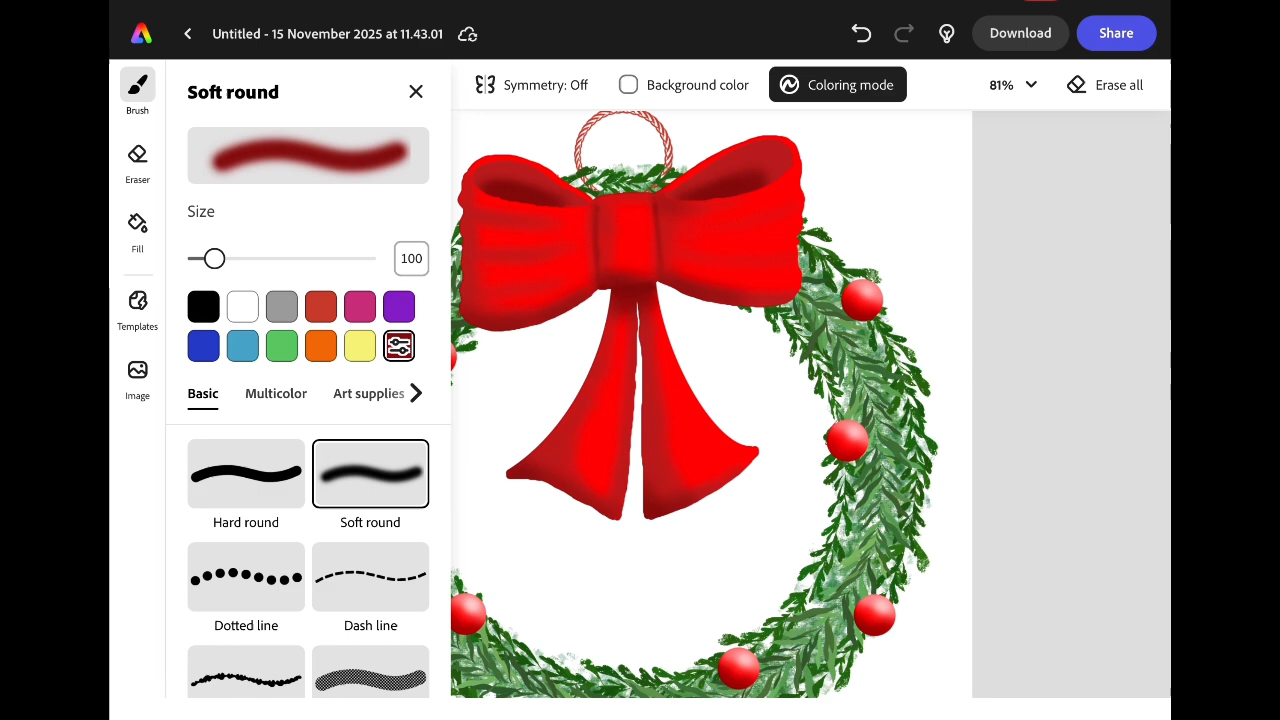 Untitled - 15 November 2025 at 11.43.01
Download
Share
Brush
Eraser
Fill
Templates
Image
Soft round
Size
100
Basic
Multicolor
Art supplies
Hard round
Soft round
Dotted line
Dash line
Symmetry: Off
Background color
Coloring mode
81%
Erase all